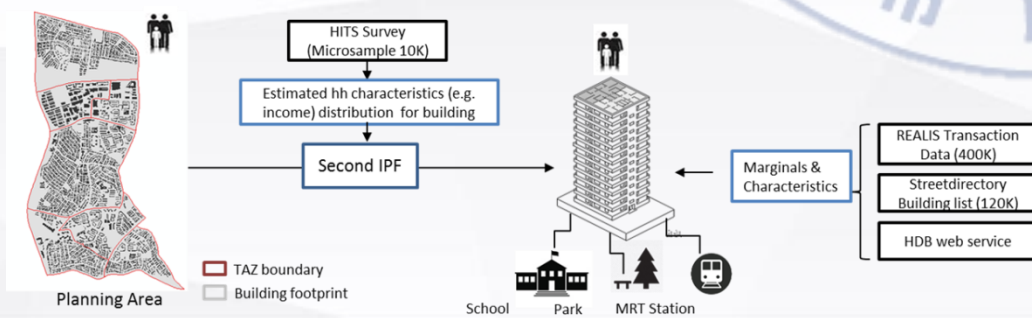 HITS Survey
(Microsample 10K)
Estimated hh characteristics (e.g.
income) distribution for building
Second IPF
Marginals &
Characteristics
REALIS Transaction
Data (400K)
Streetdirectory
Building list (120K)
HDB web service
TAZ boundary
Building footprint
Planning Area
School
Park
MRT Station